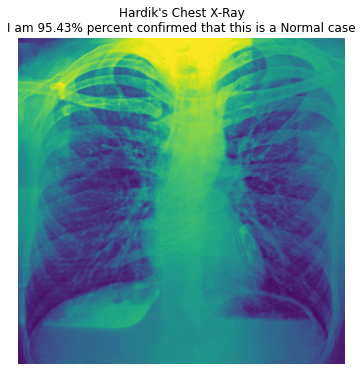 Hardik's Chest X-Ray
I am 95.43% percent confirmed that this is a Normal case